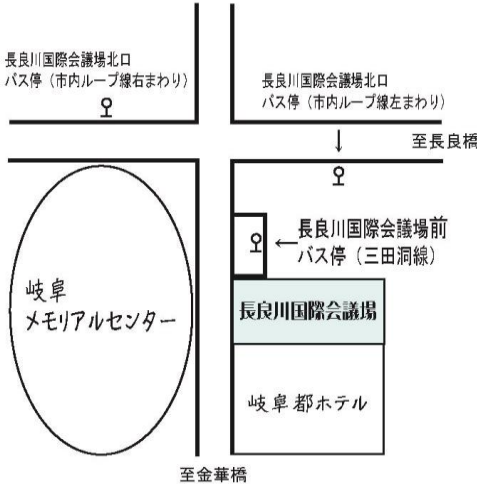 長良川国際会議場北口
バス停（市内ループ線右まわり）
長良川国際会議場北口
バス停（市内ループ線左まわり）
至長良橋
長良川国際会議場前
バス停（三田洞線）
岐阜
メモリアルセンター
長良川国際会議場
岐阜都ホテル
至金華橋